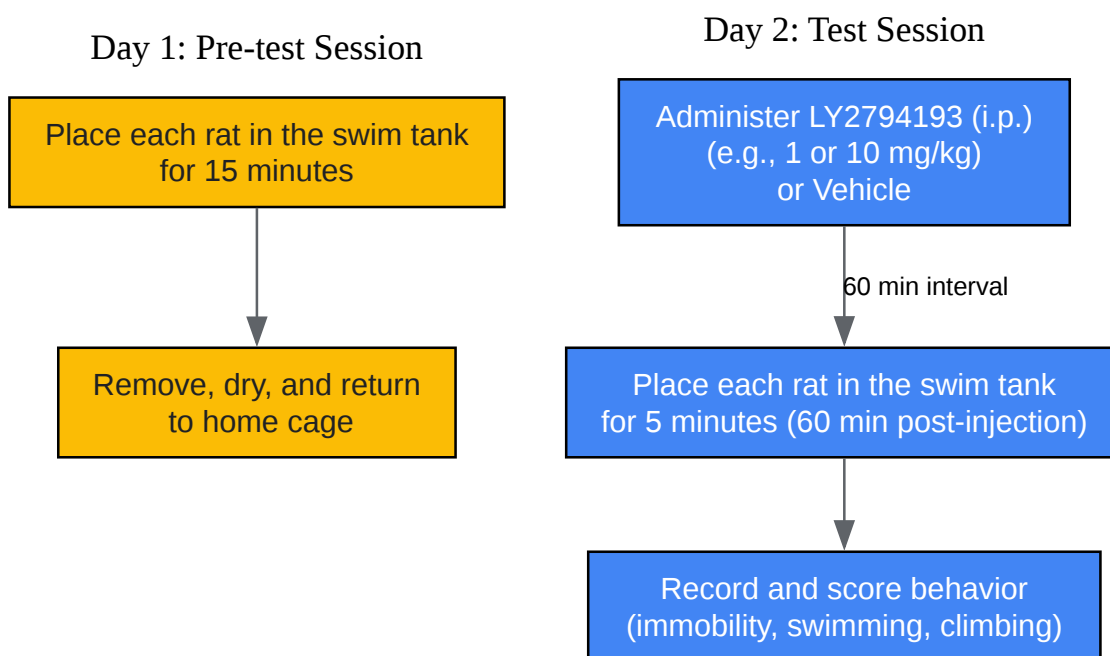 Day 1: Pre-test Session
Place each rat in the swim tank
for 15 minutes
Remove, dry, and return
to home cage
Day 2: Test Session
Administer LY2794193 (i.p.)
(e.g., 1 or 10 mg/kg)
or Vehicle
60 min interval
Place each rat in the swim tank
for 5 minutes (60 min post-injection)
Record and score behavior
(immobility, swimming, climbing)